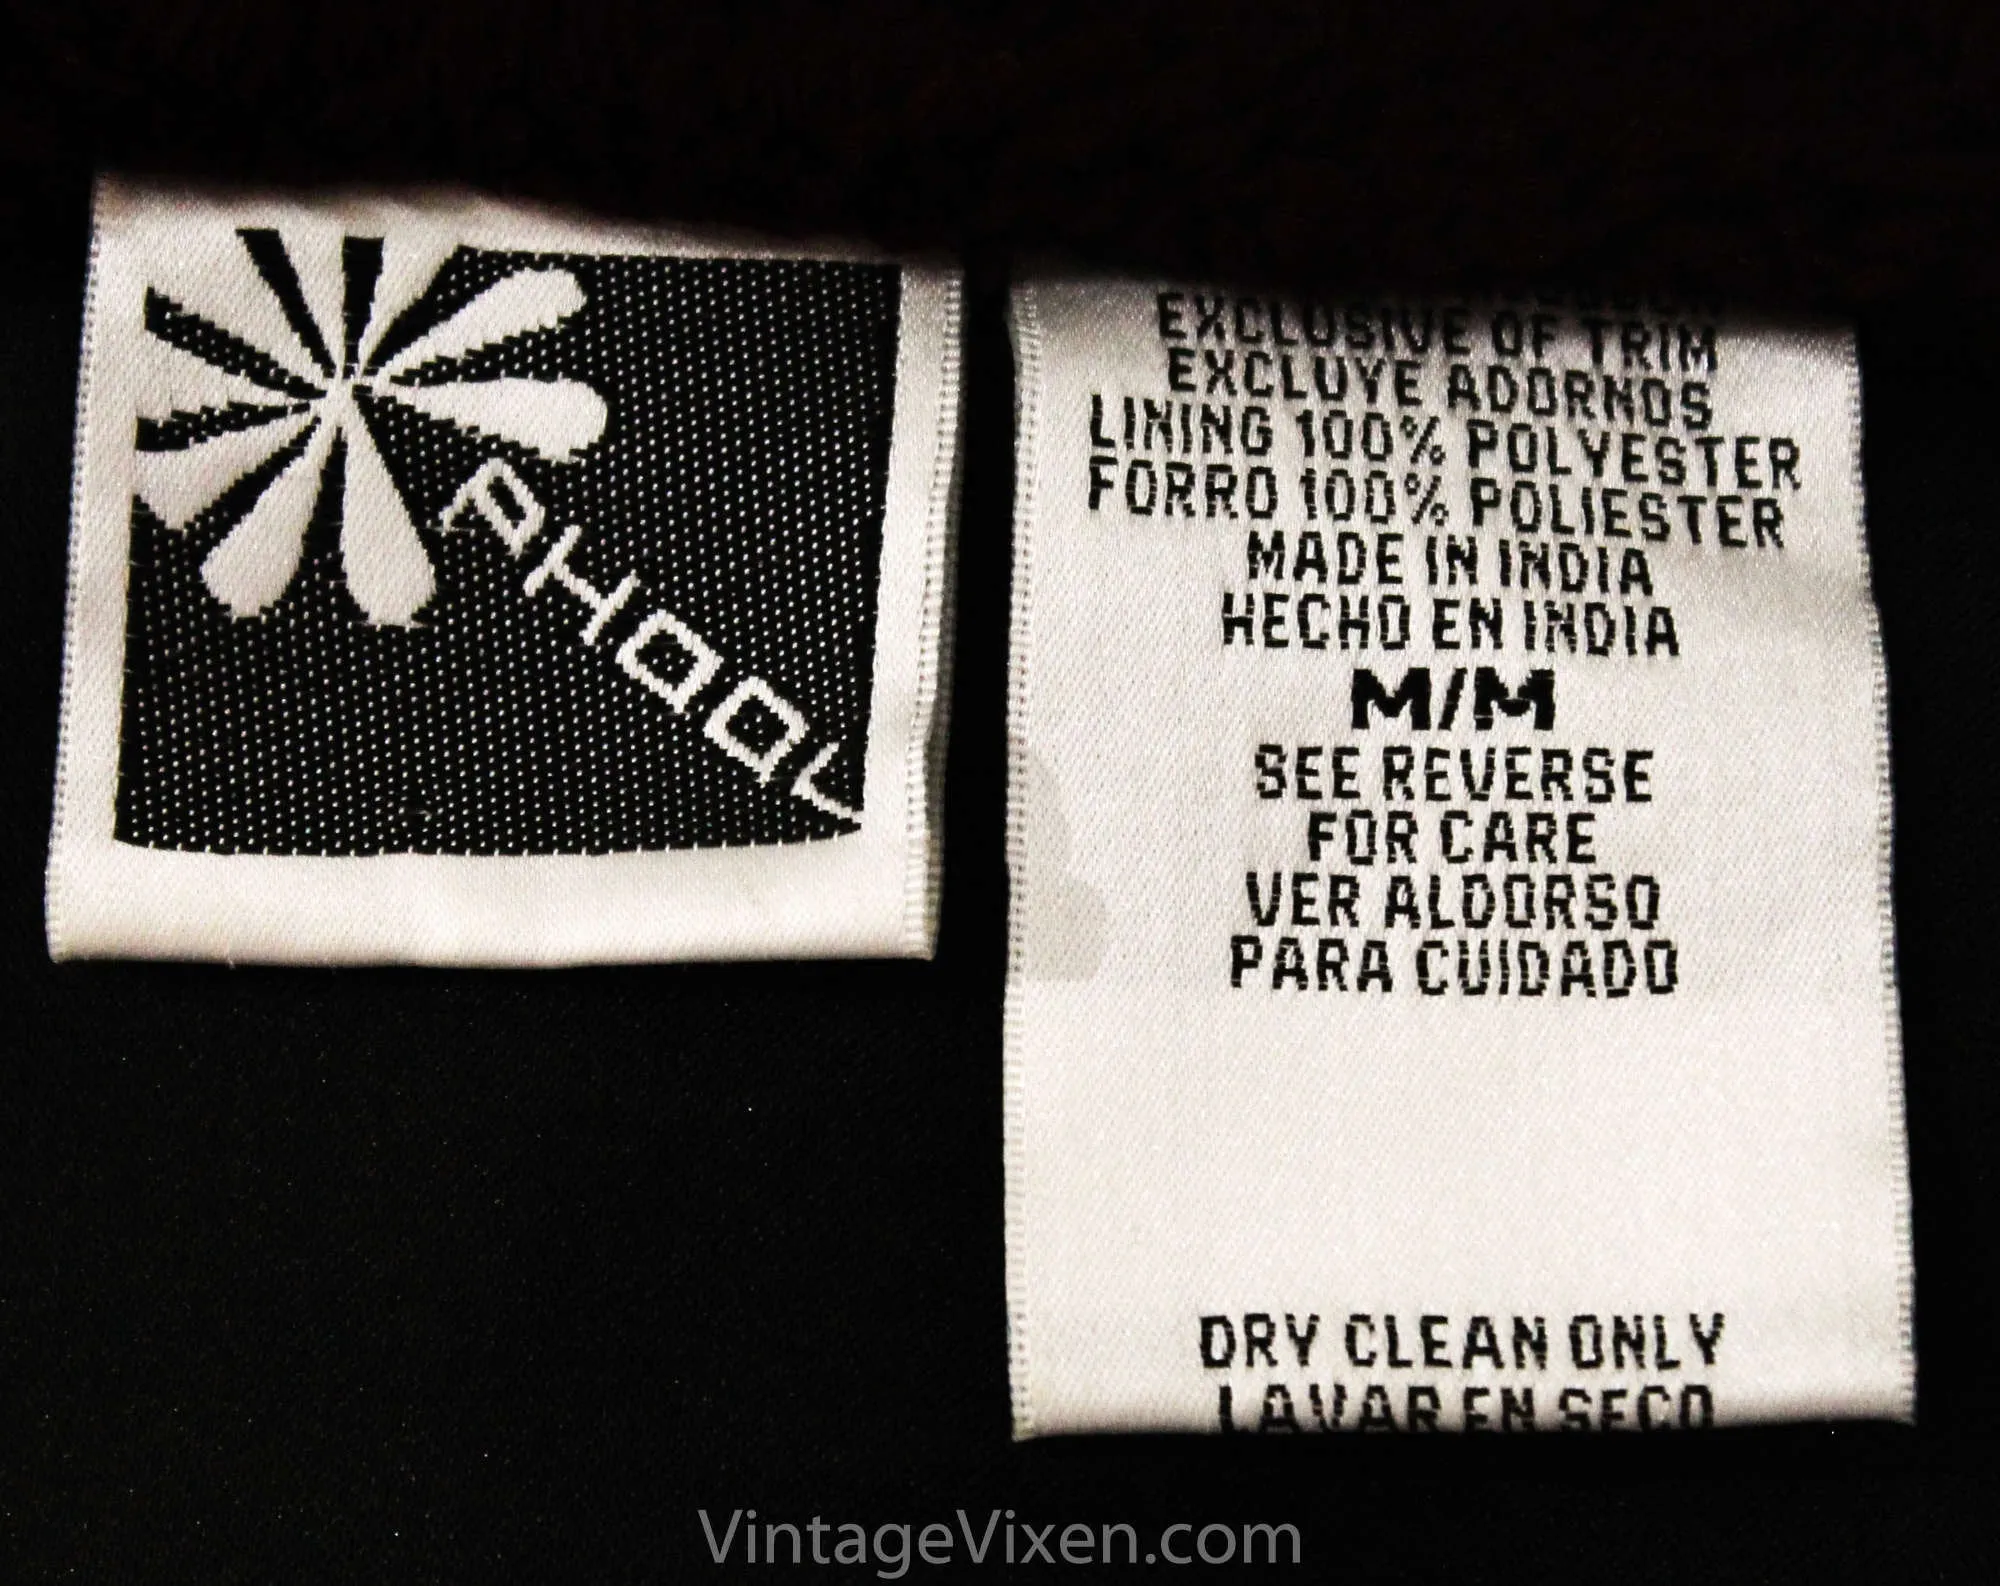 PHOOL
EXCLUSIVE OF TRIM
EXCLUYE ADORNOS
LINING 100% POLYESTER
FORRO 100% POLIESTER
MADE IN INDIA
HECHO EN INDIA
M/M
SEE REVERSE
FOR CARE
VER ALDORSO
PARA CUIDADO
DRY CLEAN ONLY
LAVAR EN SECO
VintageVixen.com